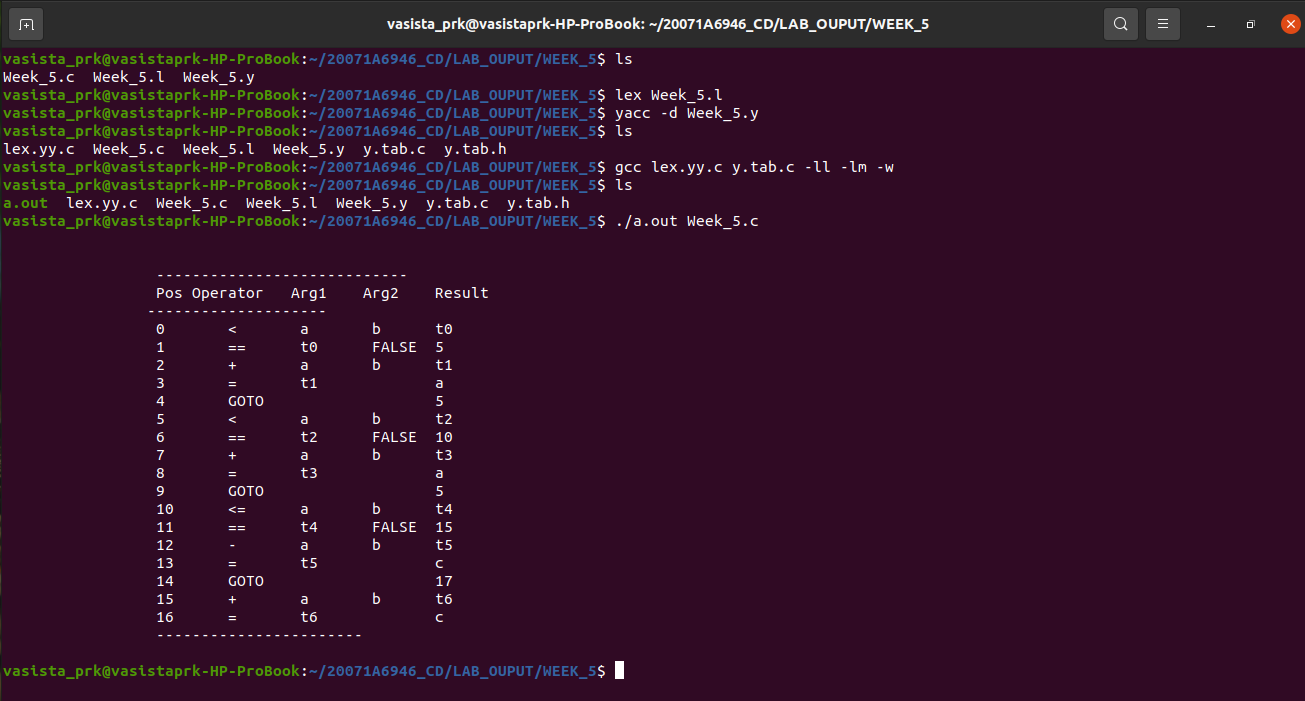 vasista_prk@vasistaprk-HP-ProBook: ~/20071A6946_CD/LAB_OUPUT/WEEK_5
vasista_prk@vasistaprk-HP-ProBook:~/20071A6946_CD/LAB_OUPUT/WEEK_5$ ls
Week_5.c  Week_5.l  Week_5.y
vasista_prk@vasistaprk-HP-ProBook:~/20071A6946_CD/LAB_OUPUT/WEEK_5$ lex Week_5.l
vasista_prk@vasistaprk-HP-ProBook:~/20071A6946_CD/LAB_OUPUT/WEEK_5$ yacc -d Week_5.y
vasista_prk@vasistaprk-HP-ProBook:~/20071A6946_CD/LAB_OUPUT/WEEK_5$ ls
lex.yy.c  Week_5.c  Week_5.l  Week_5.y  y.tab.c  y.tab.h
vasista_prk@vasistaprk-HP-ProBook:~/20071A6946_CD/LAB_OUPUT/WEEK_5$ gcc lex.yy.c y.tab.c -ll -lm -w
vasista_prk@vasistaprk-HP-ProBook:~/20071A6946_CD/LAB_OUPUT/WEEK_5$ ls
a.out  lex.yy.c  Week_5.c  Week_5.l  Week_5.y  y.tab.c  y.tab.h
vasista_prk@vasistaprk-HP-ProBook:~/20071A6946_CD/LAB_OUPUT/WEEK_5$ ./a.out Week_5.c
----------------------------
Pos Operator   Arg1    Arg2    Result
--------------------
0       <       a       b      t0
1       ==      t0      FALSE  5
2       +       a       b      t1
3       =       t1             a
4       GOTO                   5
5       <       a       b      t2
6       ==      t2      FALSE  10
7       +       a       b      t3
8       =       t3             a
9       GOTO                   5
10      <=      a       b      t4
11      ==      t4      FALSE  15
12      -       a       b      t5
13      =       t5             c
14      GOTO                   17
15      +       a       b      t6
16      =       t6             c
-----------------------
vasista_prk@vasistaprk-HP-ProBook:~/20071A6946_CD/LAB_OUPUT/WEEK_5$